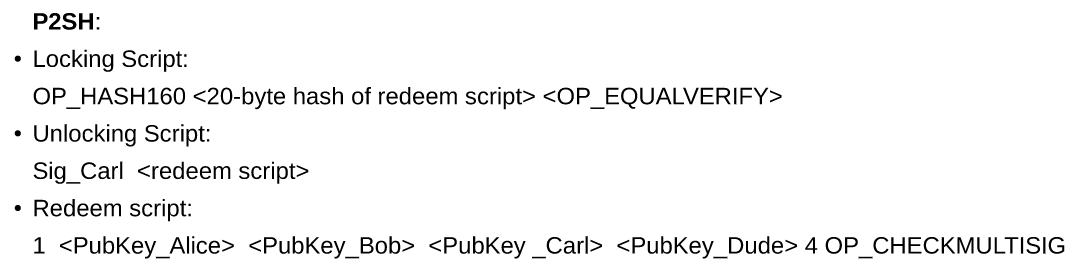 P2SH:
• Locking Script:
OP_HASH160 <20-byte hash of redeem script> <OP_EQUALVERIFY>
• Unlocking Script:
Sig_Carl <redeem script>
• Redeem script:
1 <PubKey_Alice> <PubKey_Bob> <PubKey _Carl> <PubKey_Dude> 4 OP_CHECKMULTISIG